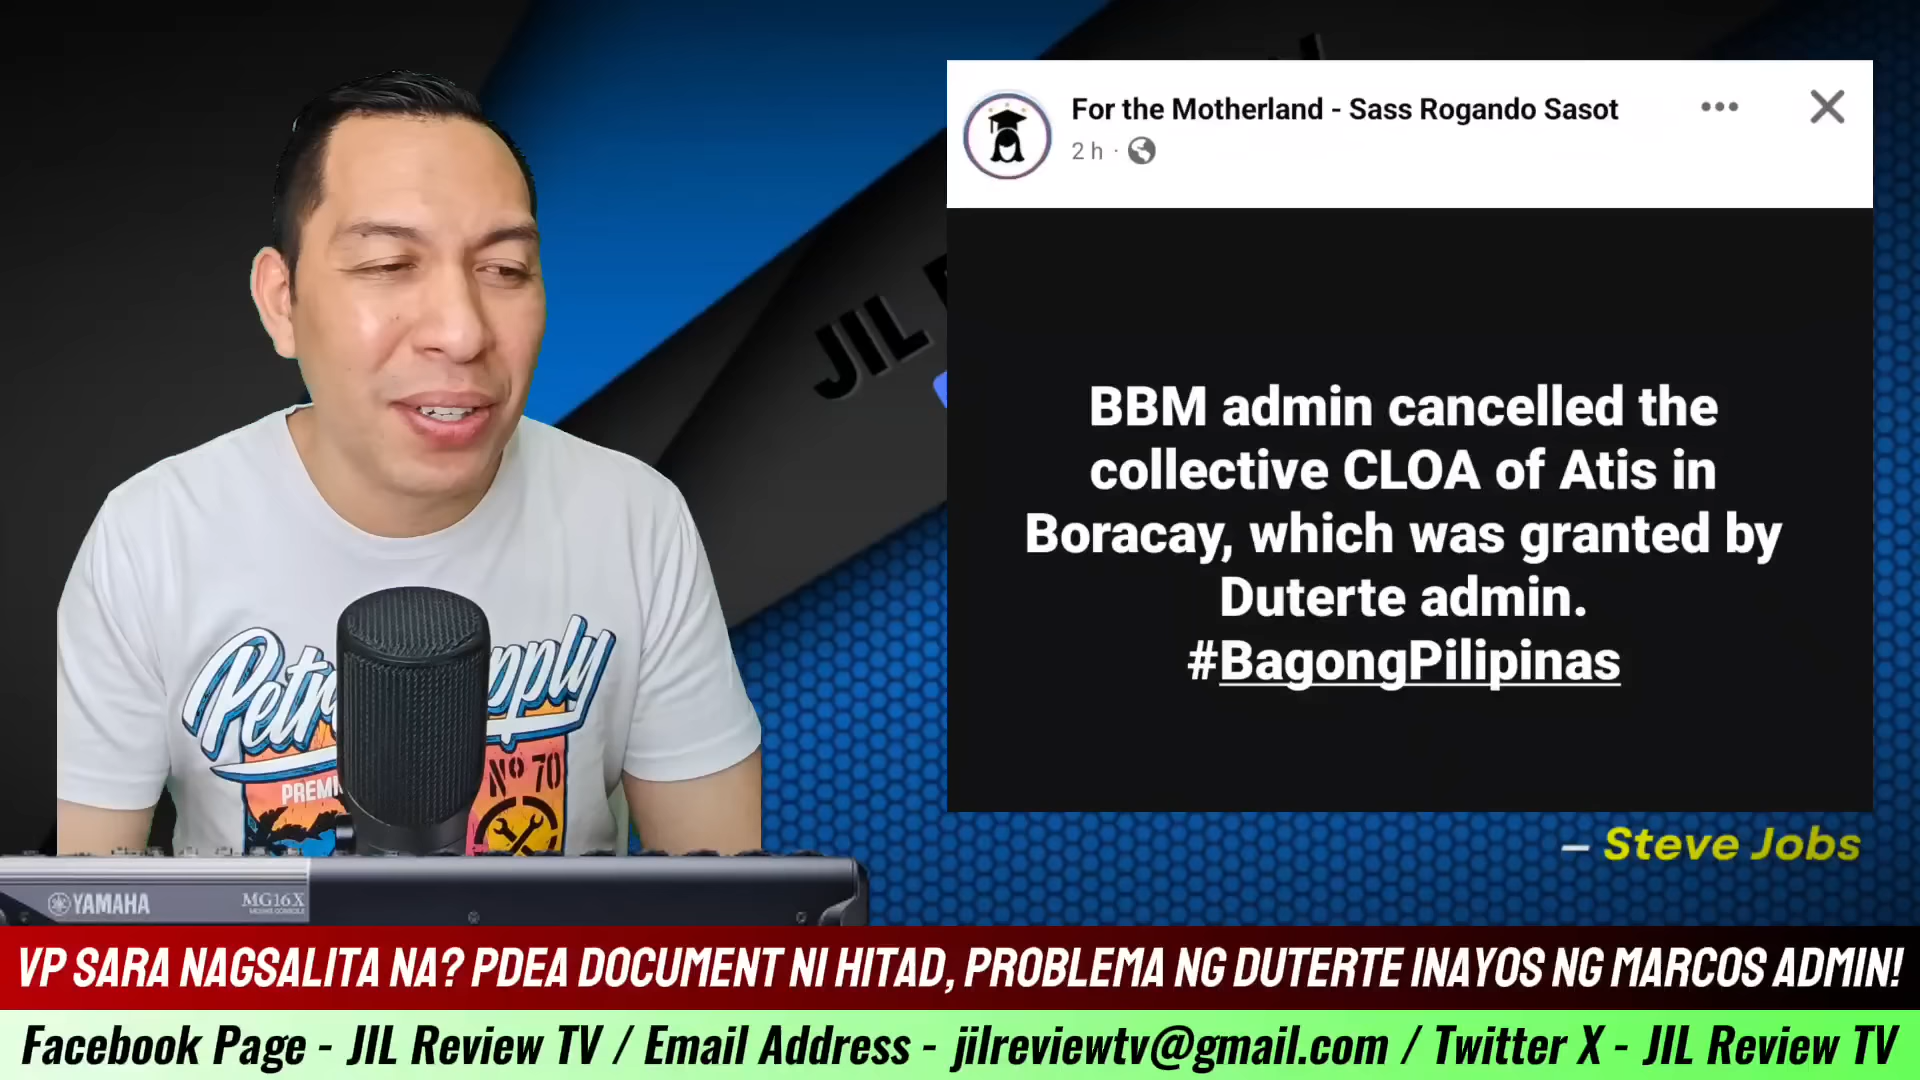 For the Motherland - Sass Rogando Sasot
2 h ·
BBM admin cancelled the
collective CLOA of Atis in
Boracay, which was granted by
Duterte admin.
#BagongPilipinas
JIL
– Steve Jobs
N° 70
YAMAHA
MG16X
MIXING CONSOLE
VP SARA NAGSALITA NA? PDEA DOCUMENT NI HITAD, PROBLEMA NG DUTERTE INAYOS NG MARCOS ADMIN!
Facebook Page - JIL Review TV / Email Address - jilreviewtv@gmail.com / Twitter X - JIL Review TV